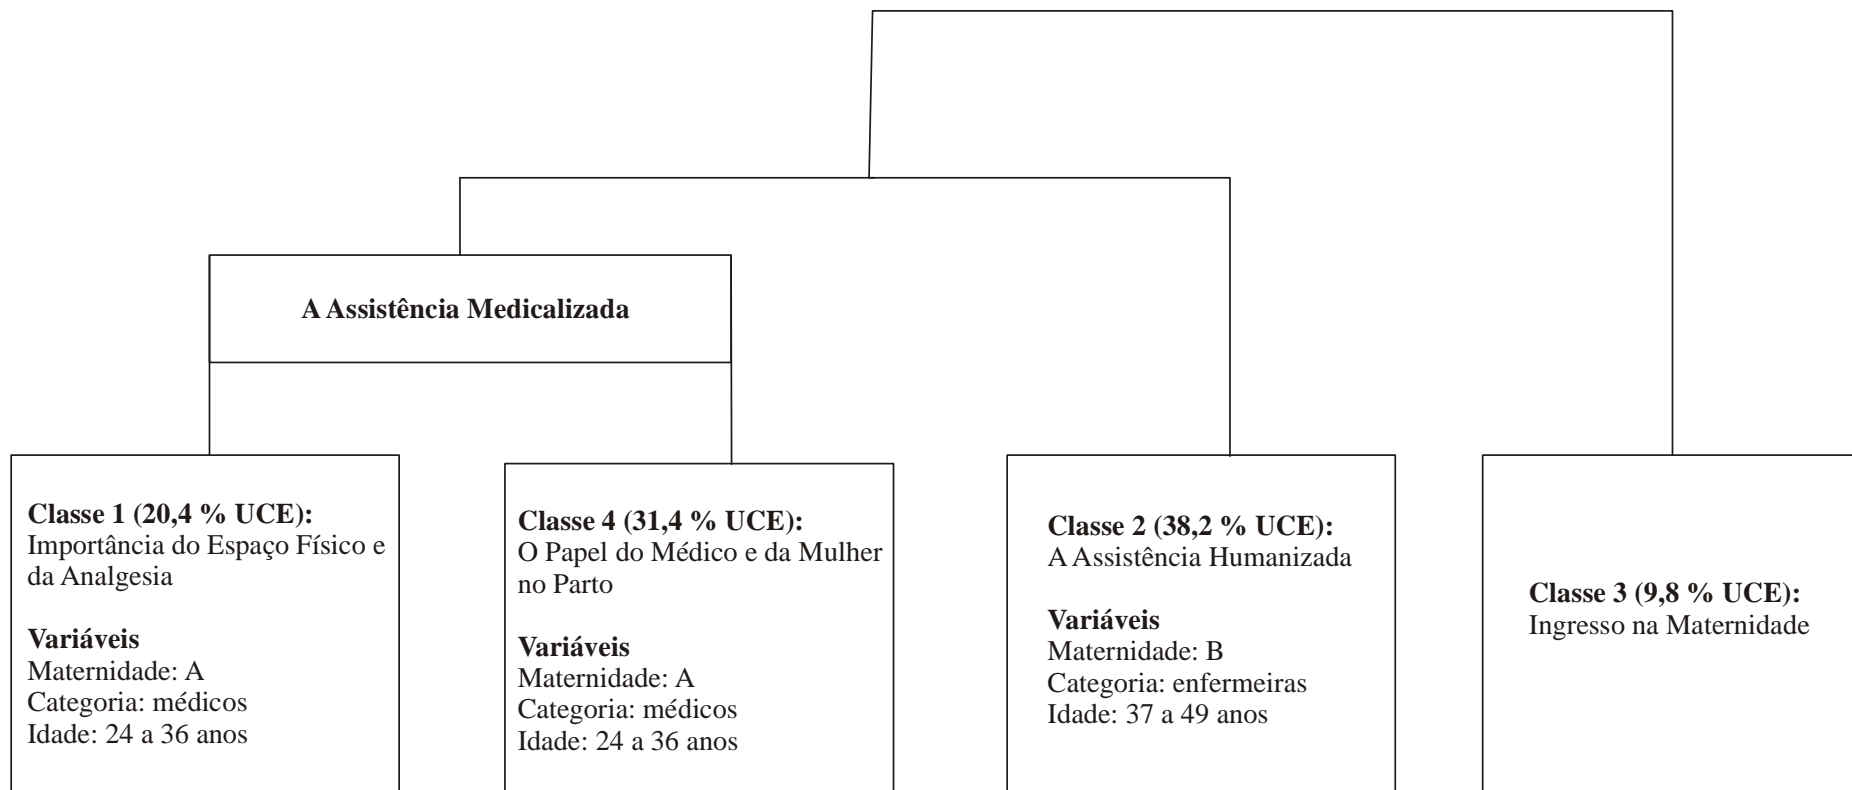 A Assistência Medicalizada
Classe 1 (20,4 % UCE):
Importância do Espaço Físico e
da Analgesia
Variáveis
Maternidade: A
Categoria: médicos
Idade: 24 a 36 anos
Classe 4 (31,4 % UCE):
O Papel do Médico e da Mulher
no Parto
Variáveis
Maternidade: A
Categoria: médicos
Idade: 24 a 36 anos
Classe 2 (38,2 % UCE):
A Assistência Humanizada
Variáveis
Maternidade: B
Categoria: enfermeiras
Idade: 37 a 49 anos
Classe 3 (9,8 % UCE):
Ingresso na Maternidade